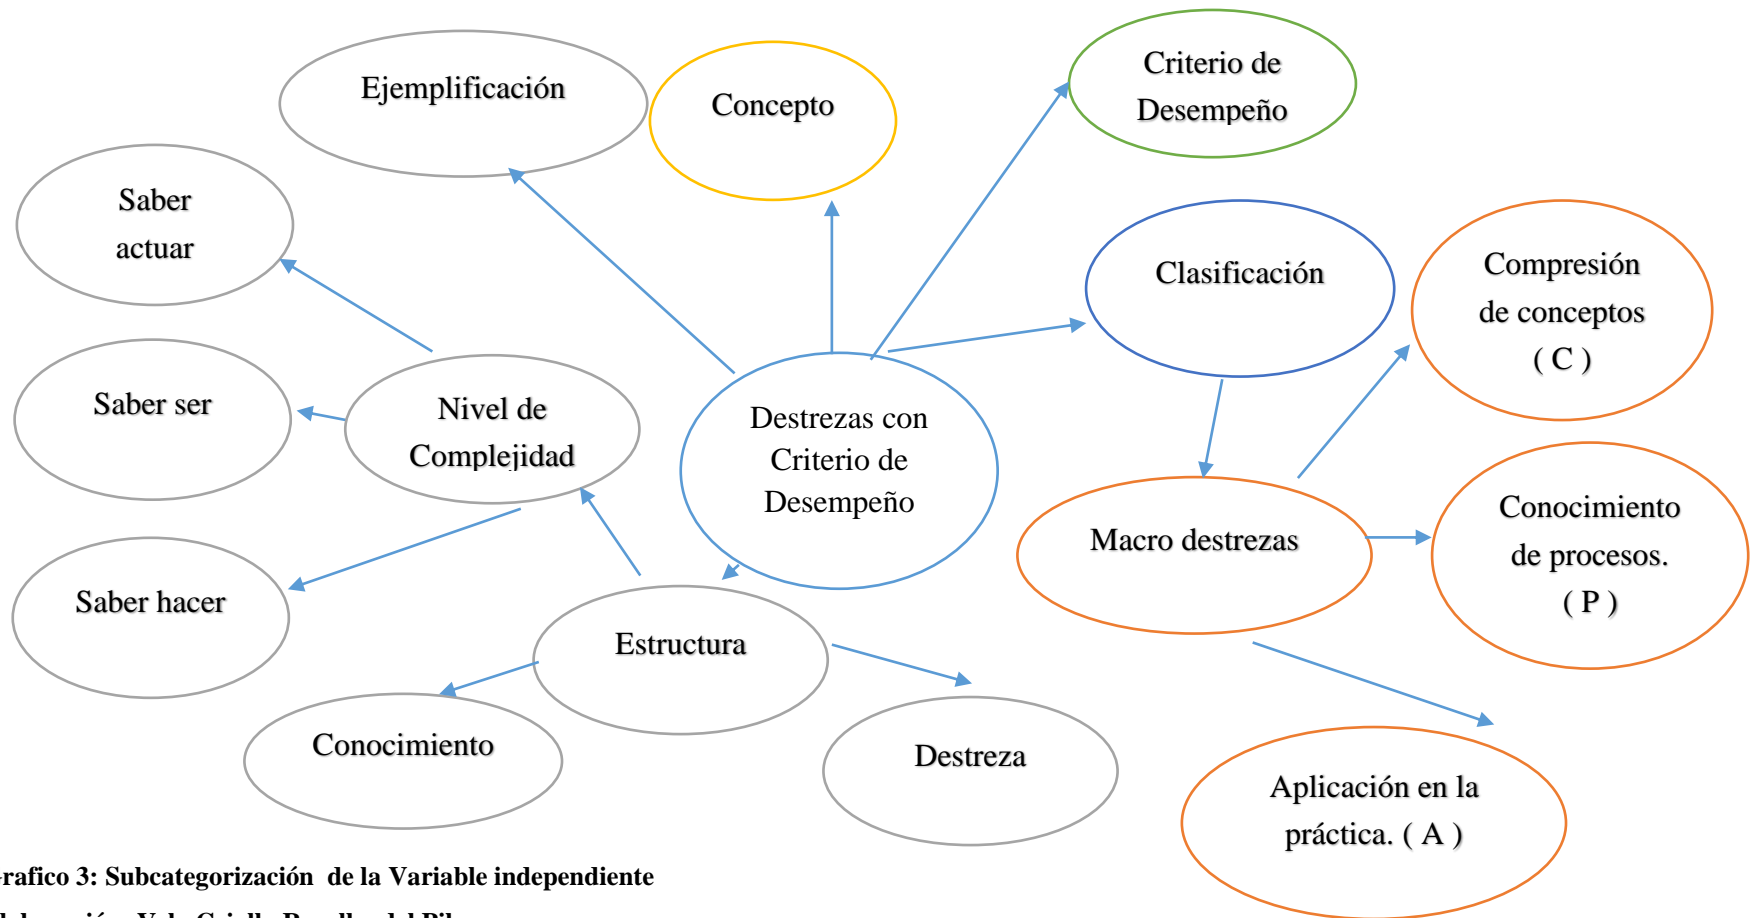 Ejemplificación
Concepto
Criterio de
Desempeño
Saber
actuar
Clasificación
Compresión
de conceptos
( C )
Saber ser
Nivel de
Complejidad
Destrezas con
Criterio de
Desempeño
Macro destrezas
Conocimiento
de procesos.
( P )
Saber hacer
Estructura
Conocimiento
Destreza
Aplicación en la
práctica. ( A )
rafico 3: Subcategorización de la Variable independiente